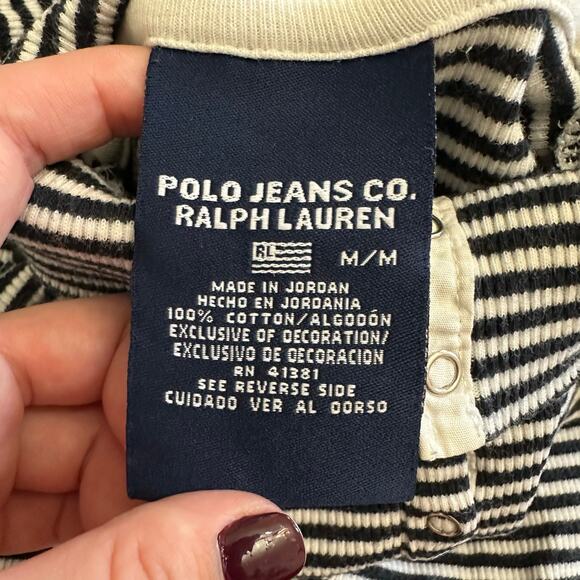 POLO JEANS CO.
RALPH LAUREN
RL M/M
MADE IN JORDAN
HECHO EN JORDANIA
100% COTTON/ALGODÓN
EXCLUSIVE OF DECORATION/
EXCLUSIVO DE DECORACION
RN 41381
SEE REVERSE SIDE
CUIDADO VER AL DORSO